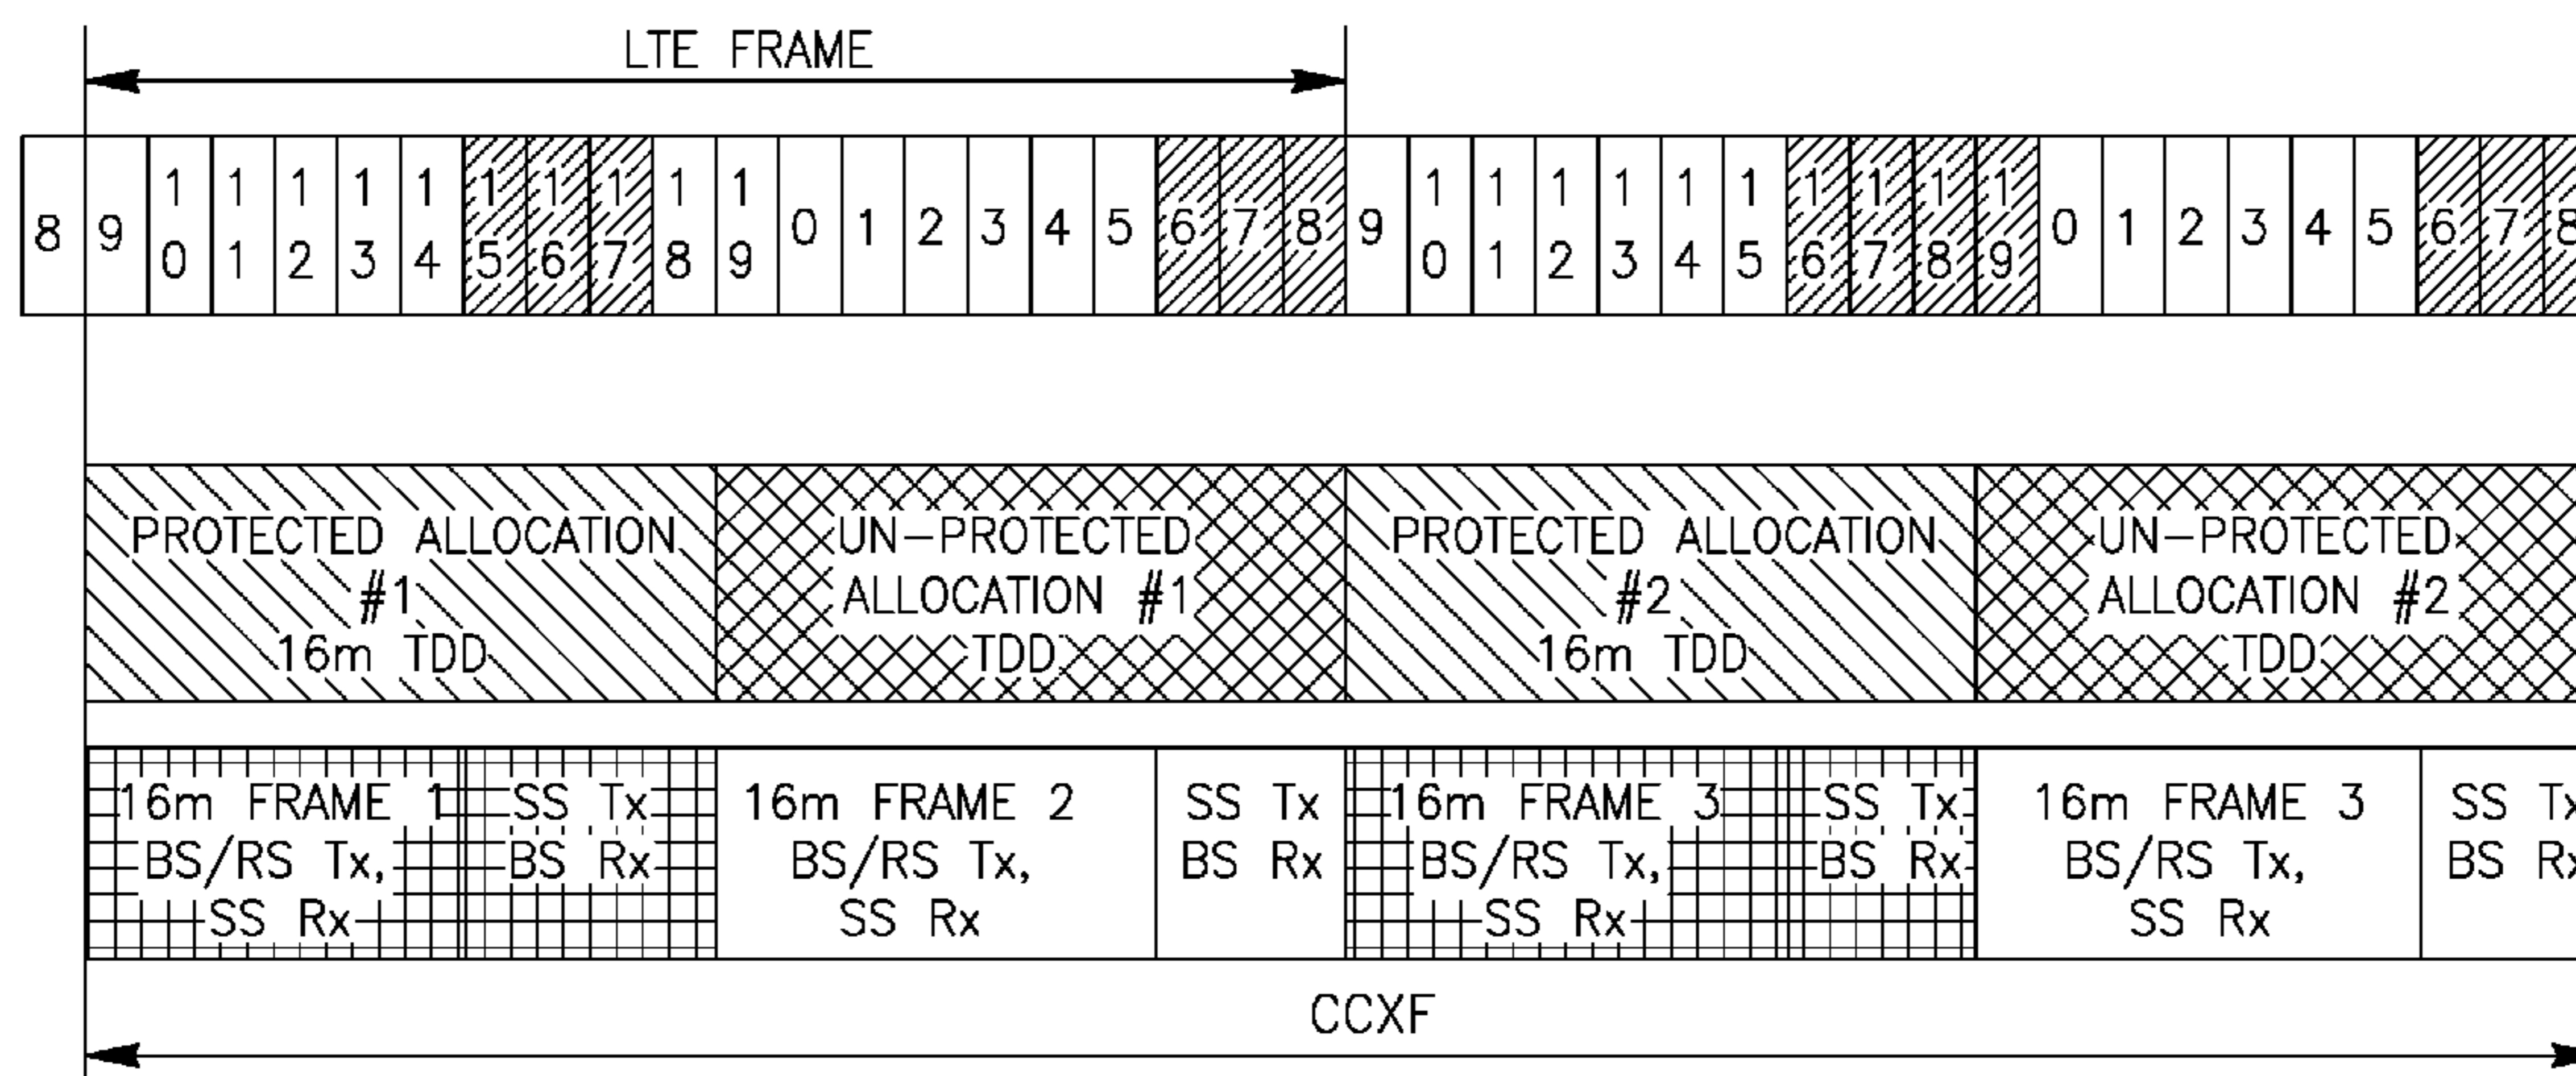 LTE FRAME
8 9 10 11 12 13 14 15 16 17 18 19 0 1 2 3 4 5 6 7 8 9 10 11 12 13 14 15 16 17 18 19 0 1 2 3 4 5 6 7 8
PROTECTED ALLOCATION
#1
16m TDD
UN-PROTECTED
ALLOCATION #1
TDD
PROTECTED ALLOCATION
#2
16m TDD
UN-PROTECTED
ALLOCATION #2
TDD
16m FRAME 1
BS/RS Tx,
SS Rx
SS Tx
BS Rx
16m FRAME 2
BS/RS Tx,
SS Rx
SS Tx
BS Rx
16m FRAME 3
BS/RS Tx,
SS Rx
SS Tx
BS Rx
16m FRAME 3
BS/RS Tx,
SS Rx
SS Tx
BS Rx
CCXF